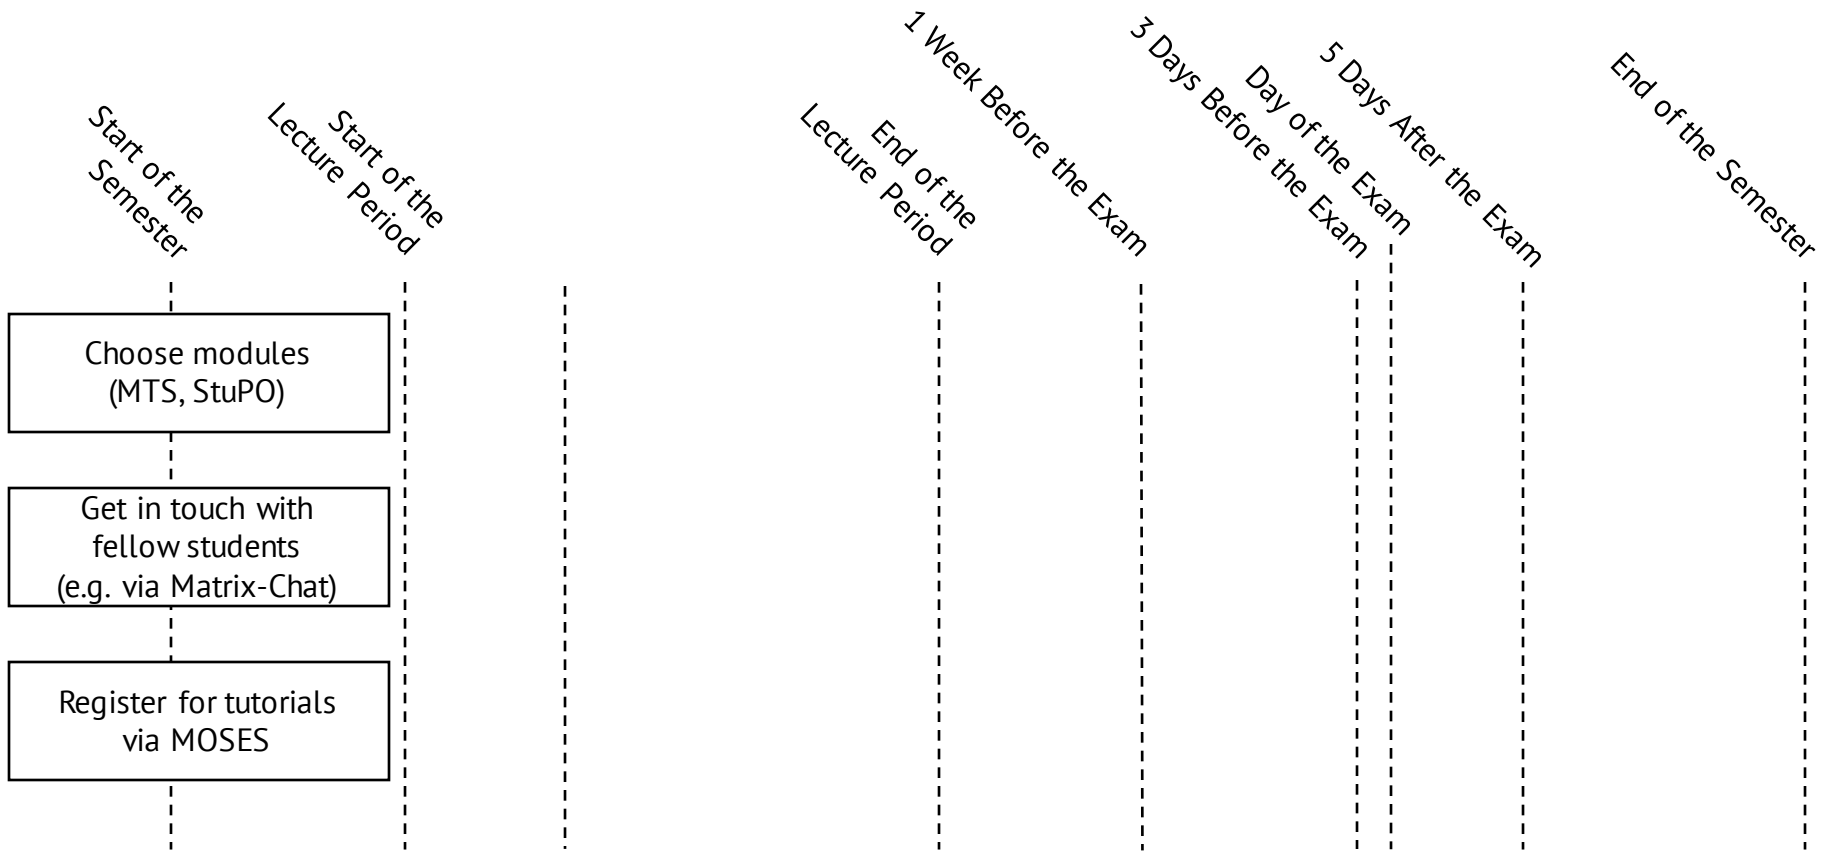 Start of the
Semester
Start of the
Lecture Period
End of the
Lecture Period
1 Week Before the Exam
3 Days Before the Exam
Day of the Exam
5 Days After the Exam
End of the Semester
Choose modules
(MTS, StuPO)
Get in touch with
fellow students
(e.g. via Matrix-Chat)
Register for tutorials
via MOSES